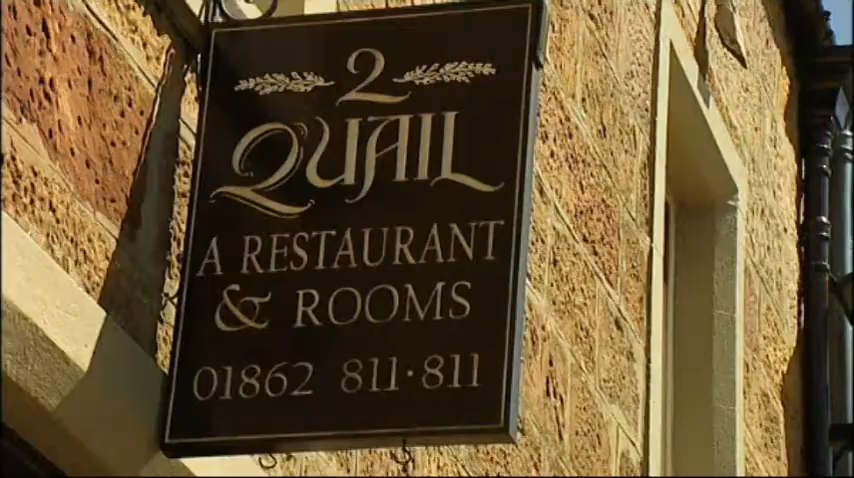 2
QUAIL
A RESTAURANT
& ROOMS
01862 811·811